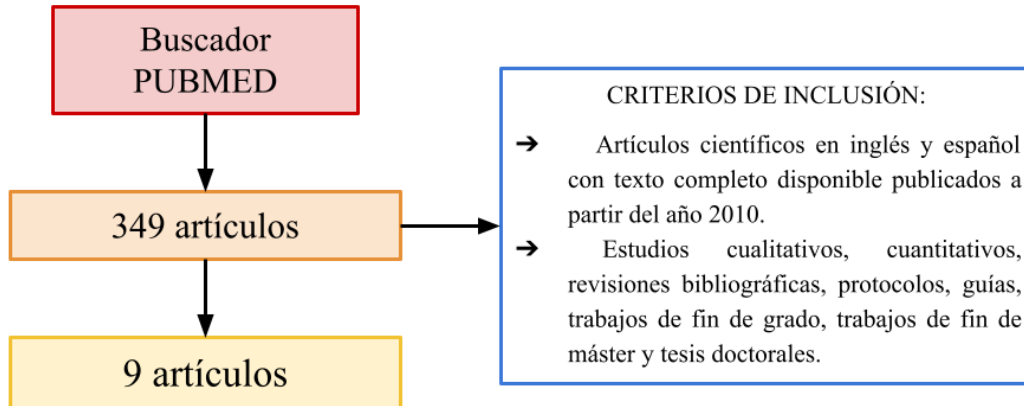 Buscador
PUBMED
349 artículos
9 artículos
CRITERIOS DE INCLUSIÓN:
➔ Artículos científicos en inglés y español
con texto completo disponible publicados a
partir del año 2010.
➔ Estudios cualitativos, cuantitativos,
revisiones bibliográficas, protocolos, guías,
trabajos de fin de grado, trabajos de fin de
máster y tesis doctorales.